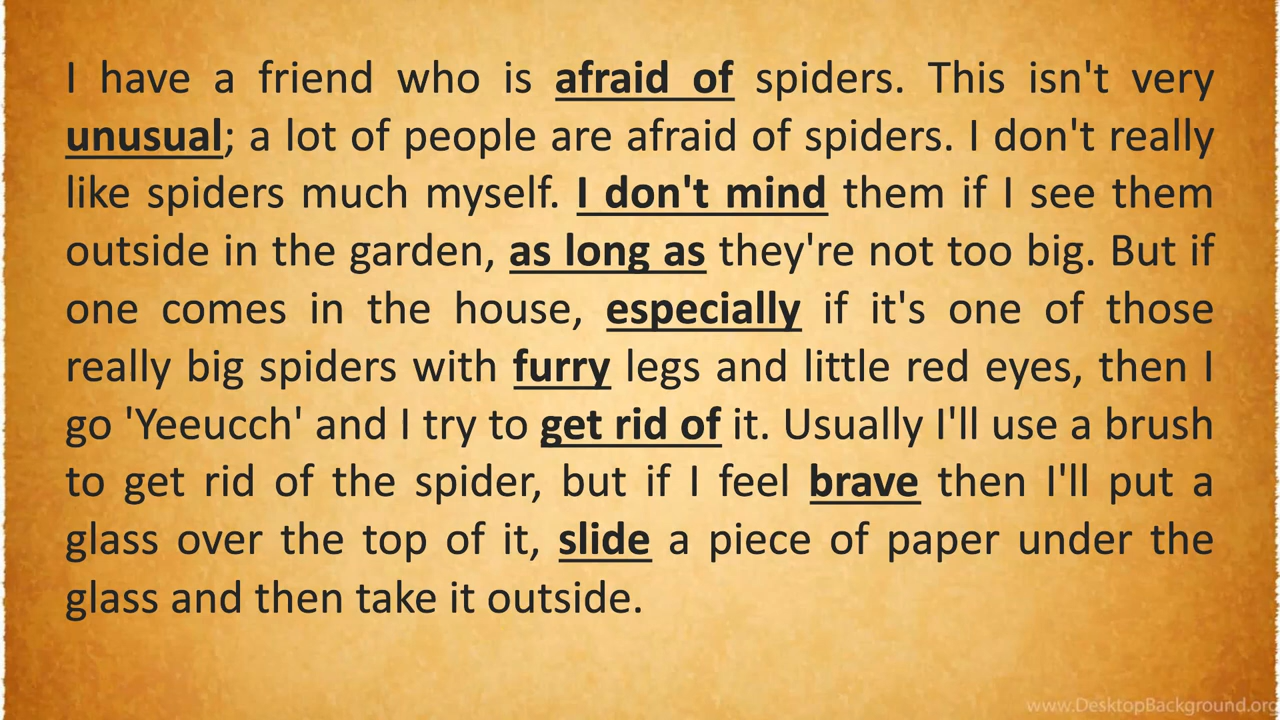 I have a friend who is afraid of spiders. This isn't very
unusual; a lot of people are afraid of spiders. I don't really
like spiders much myself. I don't mind them if I see them
outside in the garden, as long as they're not too big. But if
one comes in the house, especially if it's one of those
really big spiders with furry legs and little red eyes, then I
go 'Yeeucch' and I try to get rid of it. Usually I'll use a brush
to get rid of the spider, but if I feel brave then I'll put a
glass over the top of it, slide a piece of paper under the
glass and then take it outside.
www.DesktopBackground.org